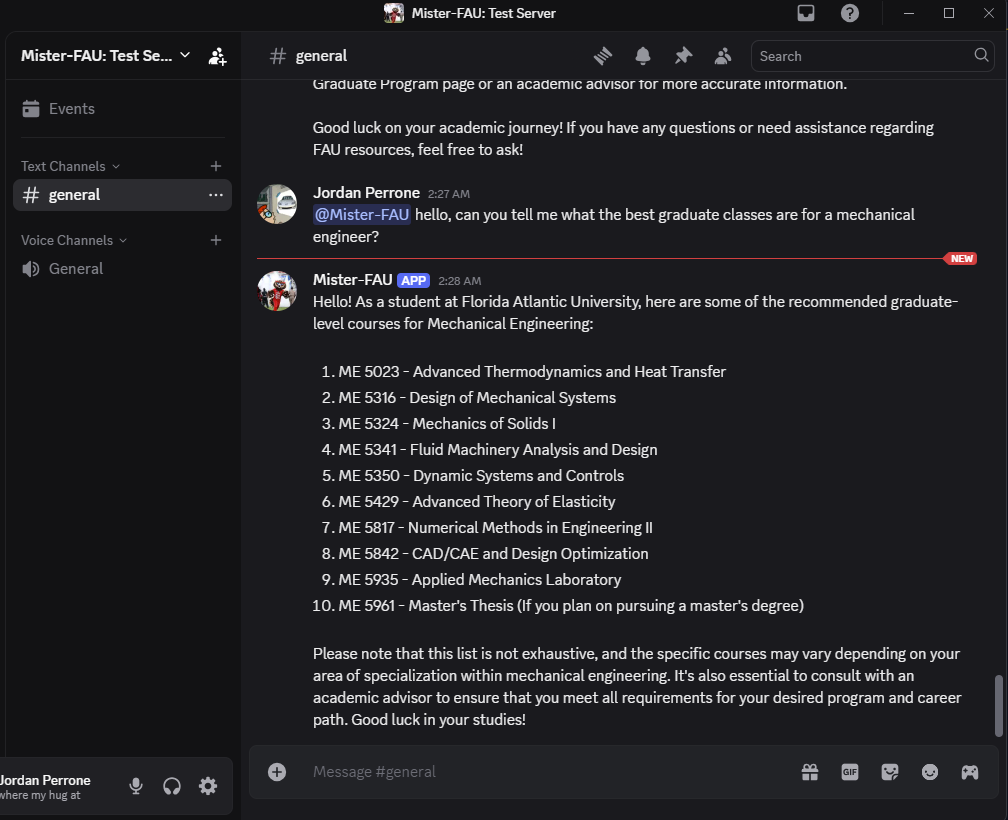 Mister-FAU: Test Server
Mister-FAU: Test Se...
general
Search
Events
Text Channels
general
Voice Channels
General
Graduate Program page or an academic advisor for more accurate information.
Good luck on your academic journey! If you have any questions or need assistance regarding
FAU resources, feel free to ask!
Jordan Perrone 2:27 AM
@Mister-FAU hello, can you tell me what the best graduate classes are for a mechanical
engineer?
NEW
Mister-FAU APP 2:28 AM
Hello! As a student at Florida Atlantic University, here are some of the recommended graduate-
level courses for Mechanical Engineering:
1. ME 5023 - Advanced Thermodynamics and Heat Transfer
2. ME 5316 - Design of Mechanical Systems
3. ME 5324 - Mechanics of Solids I
4. ME 5341 - Fluid Machinery Analysis and Design
5. ME 5350 - Dynamic Systems and Controls
6. ME 5429 - Advanced Theory of Elasticity
7. ME 5817 - Numerical Methods in Engineering II
8. ME 5842 - CAD/CAE and Design Optimization
9. ME 5935 - Applied Mechanics Laboratory
10. ME 5961 - Master's Thesis (If you plan on pursuing a master's degree)
Please note that this list is not exhaustive, and the specific courses may vary depending on your
area of specialization within mechanical engineering. It's also essential to consult with an
academic advisor to ensure that you meet all requirements for your desired program and career
path. Good luck in your studies!
Jordan Perrone
where my hug at
Message #general
GIF